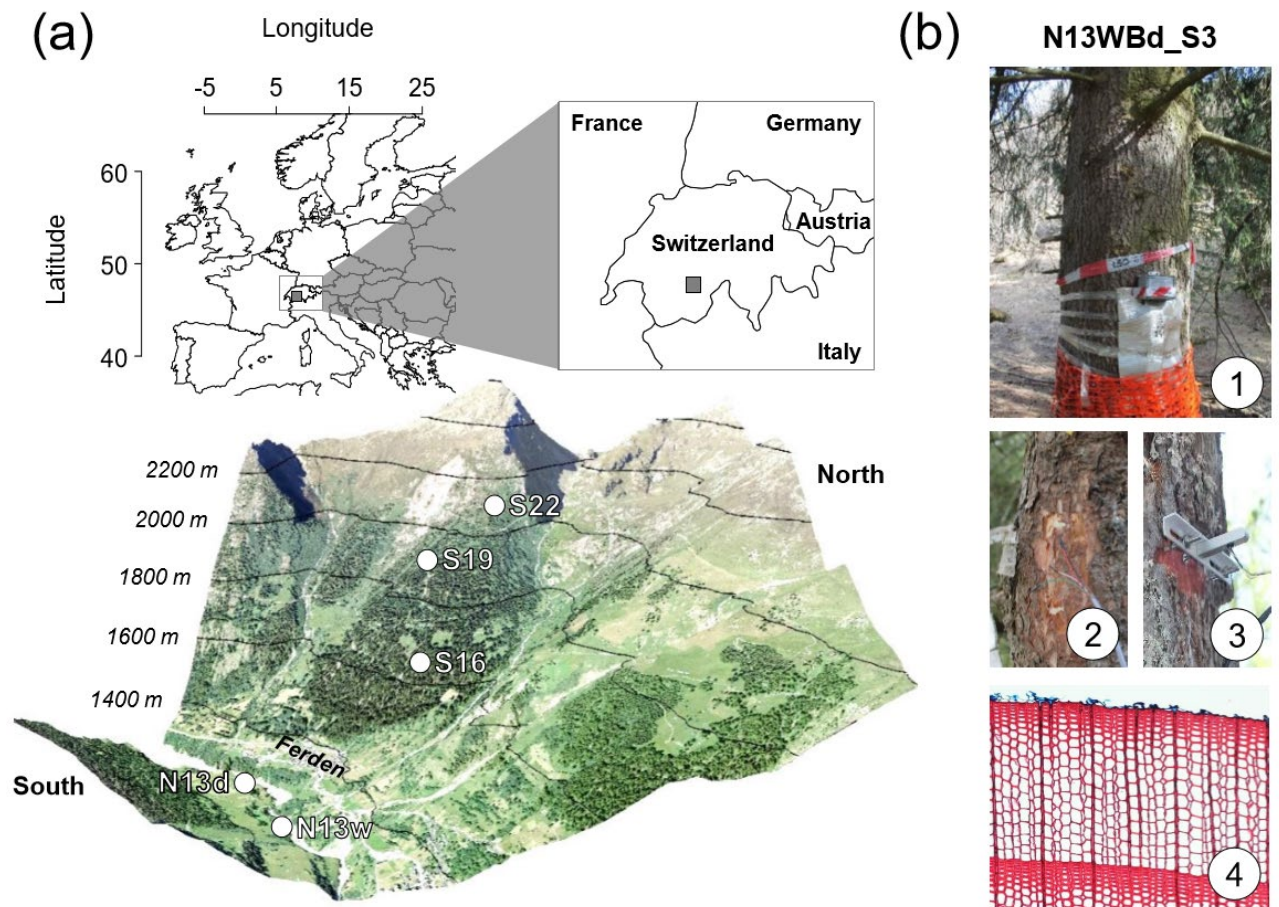 (a)
Longitude
-5 5 15 25
Latitude
60
50
40
France
Germany
Austria
Switzerland
Italy
2200 m
2000 m
1800 m
1600 m
1400 m
North
South
S22
S19
S16
Ferden
N13d
N13w
(b)
N13WBd_S3
1
2
3
4